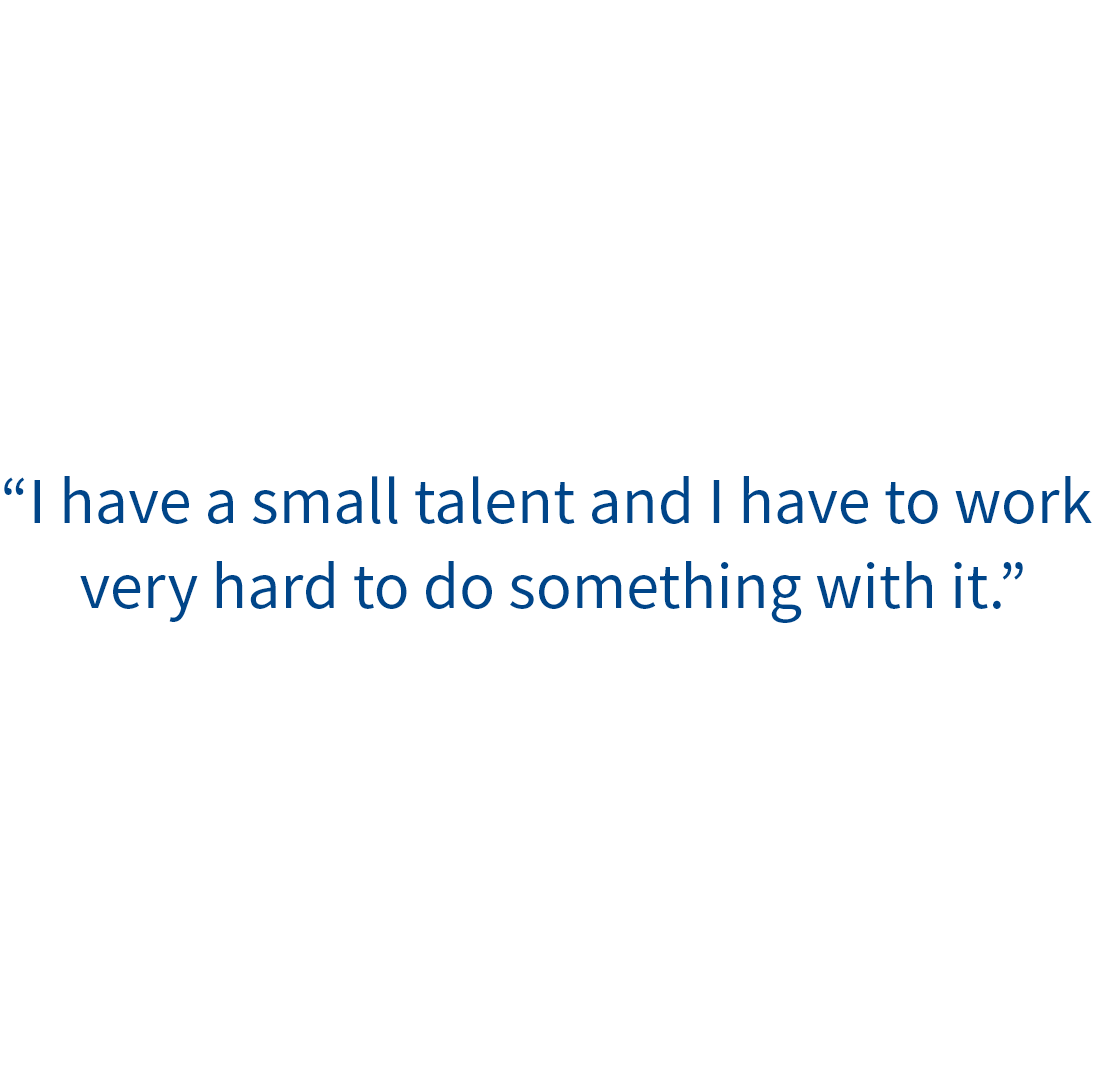 “I have a small talent and I have to work
very hard to do something with it.”